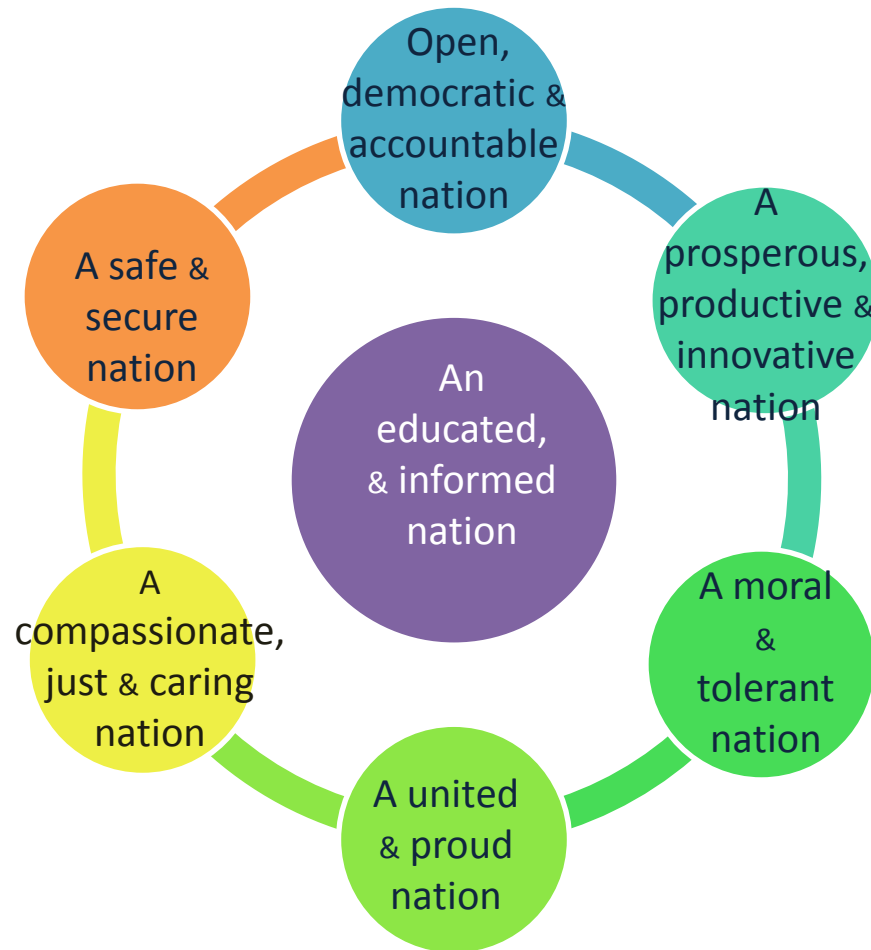 Open,
democratic &
accountable
nation
A
prosperous,
productive &
innovative
nation
A safe &
secure
nation
An
educated,
& informed
nation
A
compassionate,
just & caring
nation
A moral
&
tolerant
nation
A united
& proud
nation